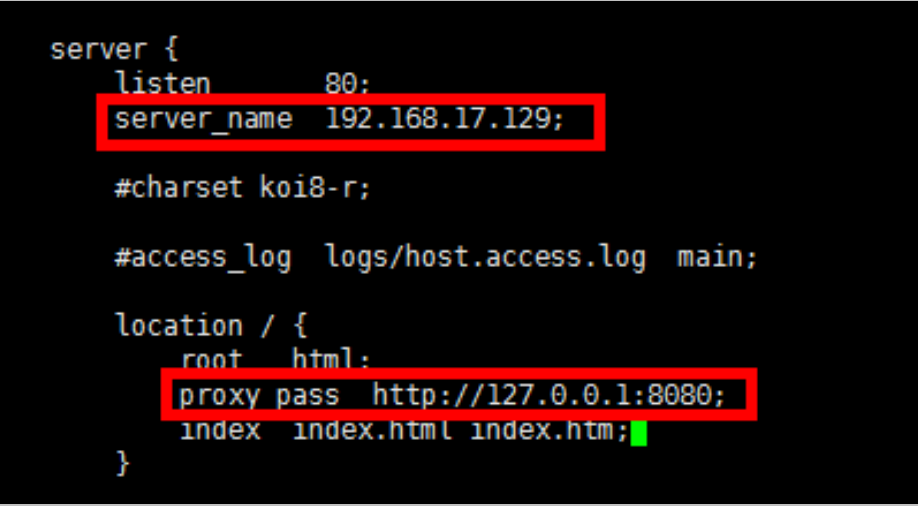 server {
    listen       80;
    server_name  192.168.17.129;
    #charset koi8-r;
    #access_log  logs/host.access.log  main;
    location / {
        root   html;
        proxy_pass  http://127.0.0.1:8080;
        index  index.html index.htm;
    }